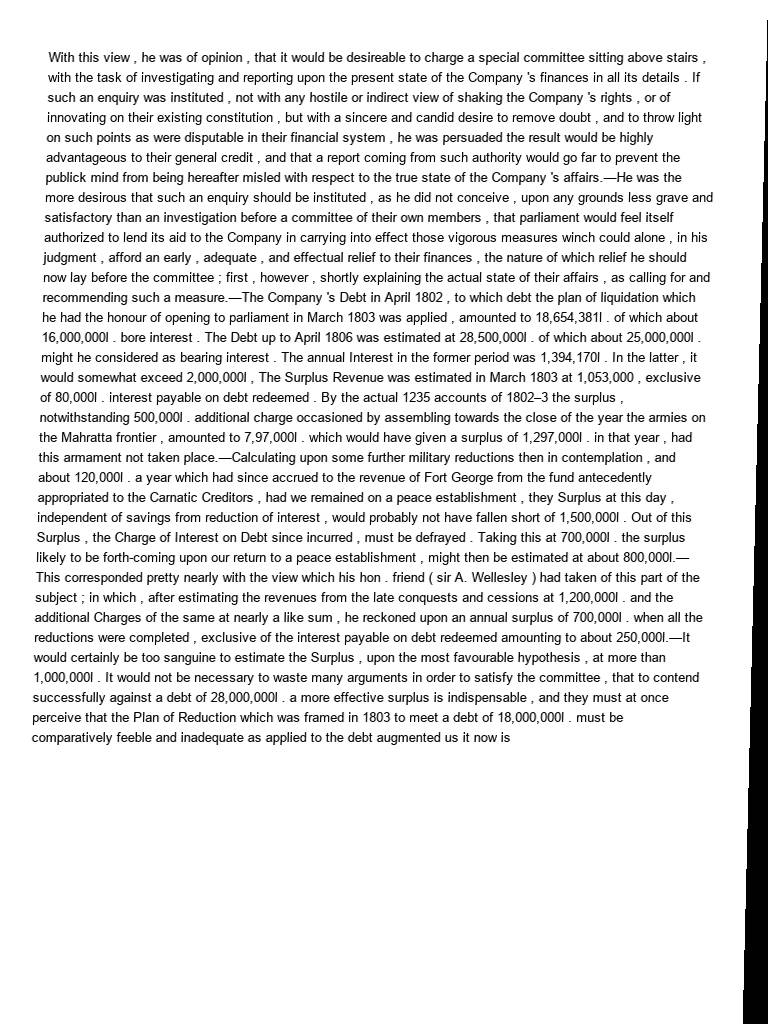 With this view , he was of opinion , that it would be desireable to charge a special committee sitting above stairs ,
with the task of investigating and reporting upon the present state of the Company 's finances in all its details . If
such an enquiry was instituted , not with any hostile or indirect view of shaking the Company 's rights , or of
innovating on their existing constitution , but with a sincere and candid desire to remove doubt , and to throw light
on such points as were disputable in their financial system , he was persuaded the result would be highly
advantageous to their general credit , and that a report coming from such authority would go far to prevent the
publick mind from being hereafter misled with respect to the true state of the Company 's affairs.—He was the
more desirous that such an enquiry should be instituted , as he did not conceive , upon any grounds less grave and
satisfactory than an investigation before a committee of their own members , that parliament would feel itself
authorized to lend its aid to the Company in carrying into effect those vigorous measures winch could alone , in his
judgment , afford an early , adequate , and effectual relief to their finances , the nature of which relief he should
now lay before the committee ; first , however , shortly explaining the actual state of their affairs , as calling for and
recommending such a measure.—The Company 's Debt in April 1802 , to which debt the plan of liquidation which
he had the honour of opening to parliament in March 1803 was applied , amounted to 18,654,381l . of which about
16,000,000l . bore interest . The Debt up to April 1806 was estimated at 28,500,000l . of which about 25,000,000l .
might he considered as bearing interest . The annual Interest in the former period was 1,394,170l . In the latter , it
would somewhat exceed 2,000,000l , The Surplus Revenue was estimated in March 1803 at 1,053,000 , exclusive
of 80,000l . interest payable on debt redeemed . By the actual 1235 accounts of 1802–3 the surplus ,
notwithstanding 500,000l . additional charge occasioned by assembling towards the close of the year the armies on
the Mahratta frontier , amounted to 7,97,000l . which would have given a surplus of 1,297,000l . in that year , had
this armament not taken place.—Calculating upon some further military reductions then in contemplation , and
about 120,000l . a year which had since accrued to the revenue of Fort George from the fund antecedently
appropriated to the Carnatic Creditors , had we remained on a peace establishment , they Surplus at this day ,
independent of savings from reduction of interest , would probably not have fallen short of 1,500,000l . Out of this
Surplus , the Charge of Interest on Debt since incurred , must be defrayed . Taking this at 700,000l . the surplus
likely to be forth-coming upon our return to a peace establishment , might then be estimated at about 800,000l.—
This corresponded pretty nearly with the view which his hon . friend ( sir A. Wellesley ) had taken of this part of the
subject ; in which , after estimating the revenues from the late conquests and cessions at 1,200,000l . and the
additional Charges of the same at nearly a like sum , he reckoned upon an annual surplus of 700,000l . when all the
reductions were completed , exclusive of the interest payable on debt redeemed amounting to about 250,000l.—It
would certainly be too sanguine to estimate the Surplus , upon the most favourable hypothesis , at more than
1,000,000l . It would not be necessary to waste many arguments in order to satisfy the committee , that to contend
successfully against a debt of 28,000,000l . a more effective surplus is indispensable , and they must at once
perceive that the Plan of Reduction which was framed in 1803 to meet a debt of 18,000,000l . must be
comparatively feeble and inadequate as applied to the debt augmented us it now is